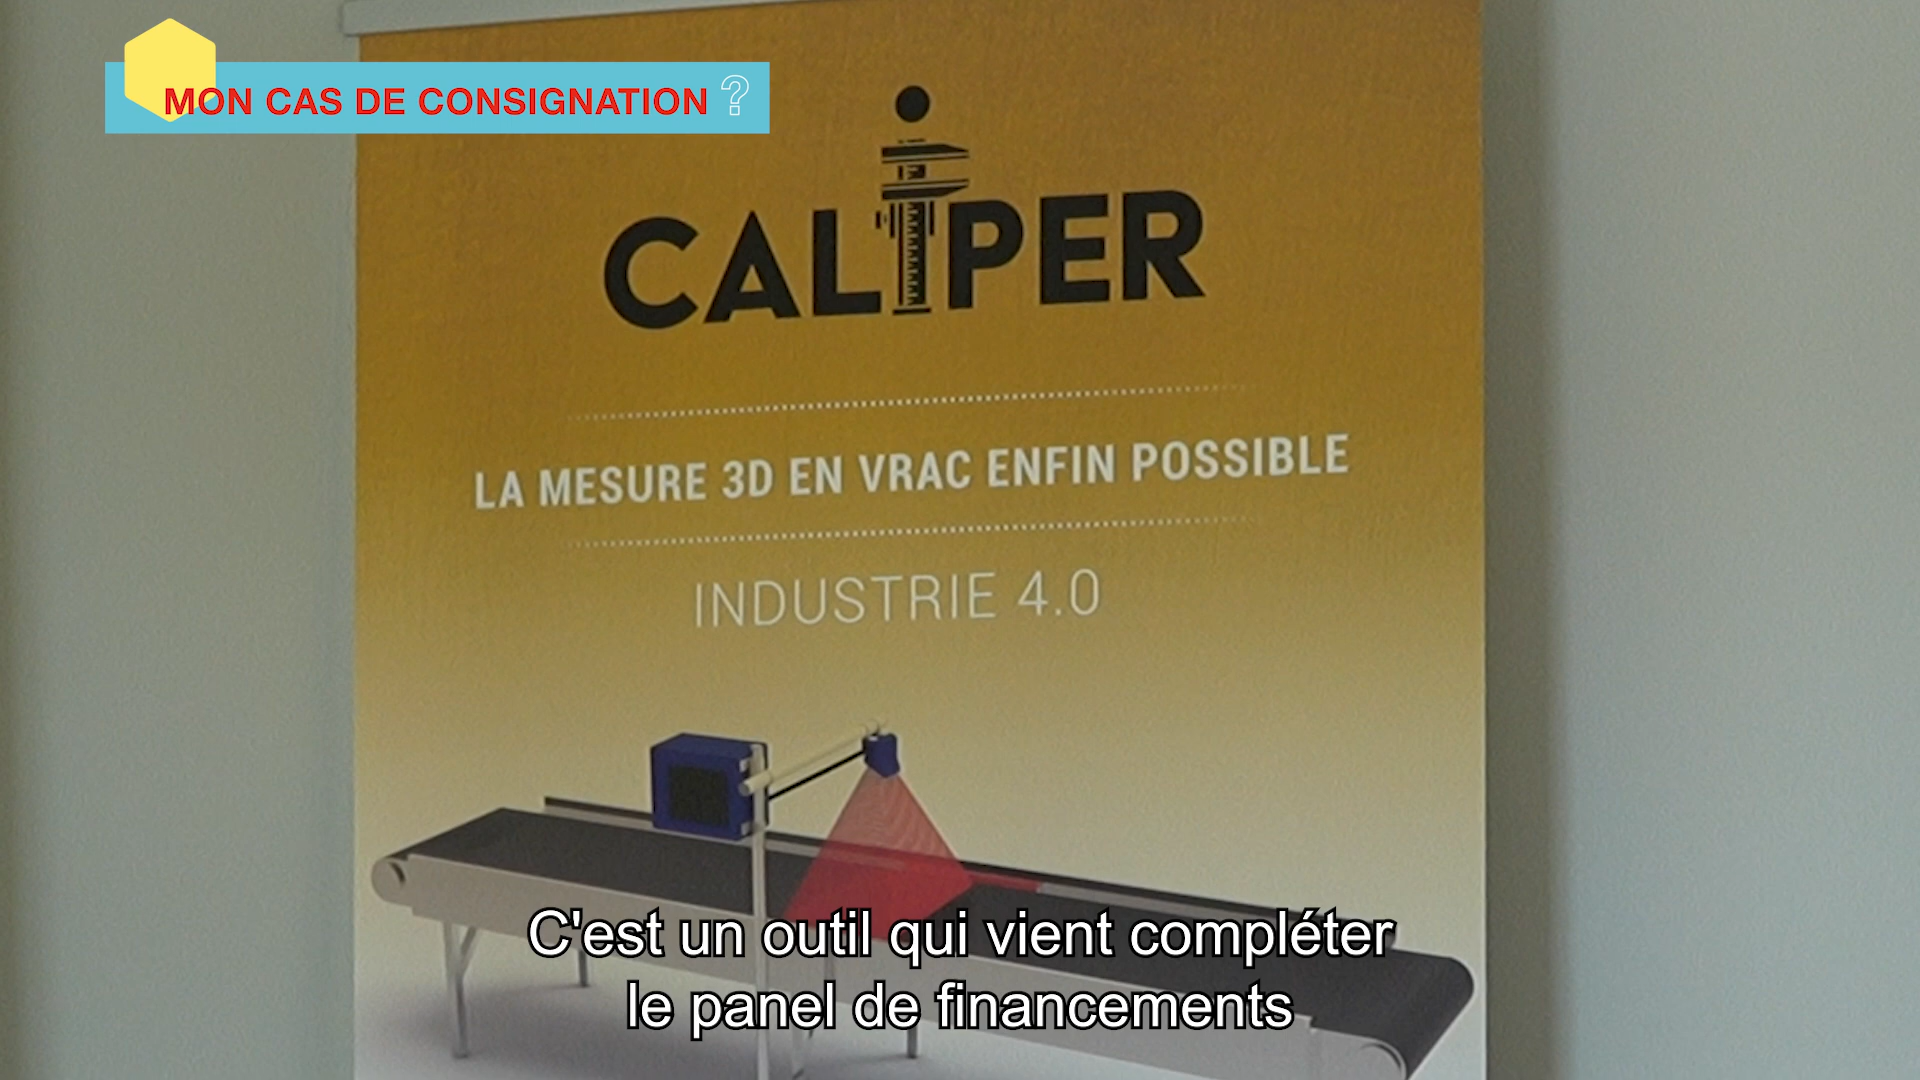 MON CAS DE CONSIGNATION ?
CALIPER
LA MESURE 3D EN VRAC ENFIN POSSIBLE
INDUSTRIE 4.0
C'est un outil qui vient compléter
le panel de financements